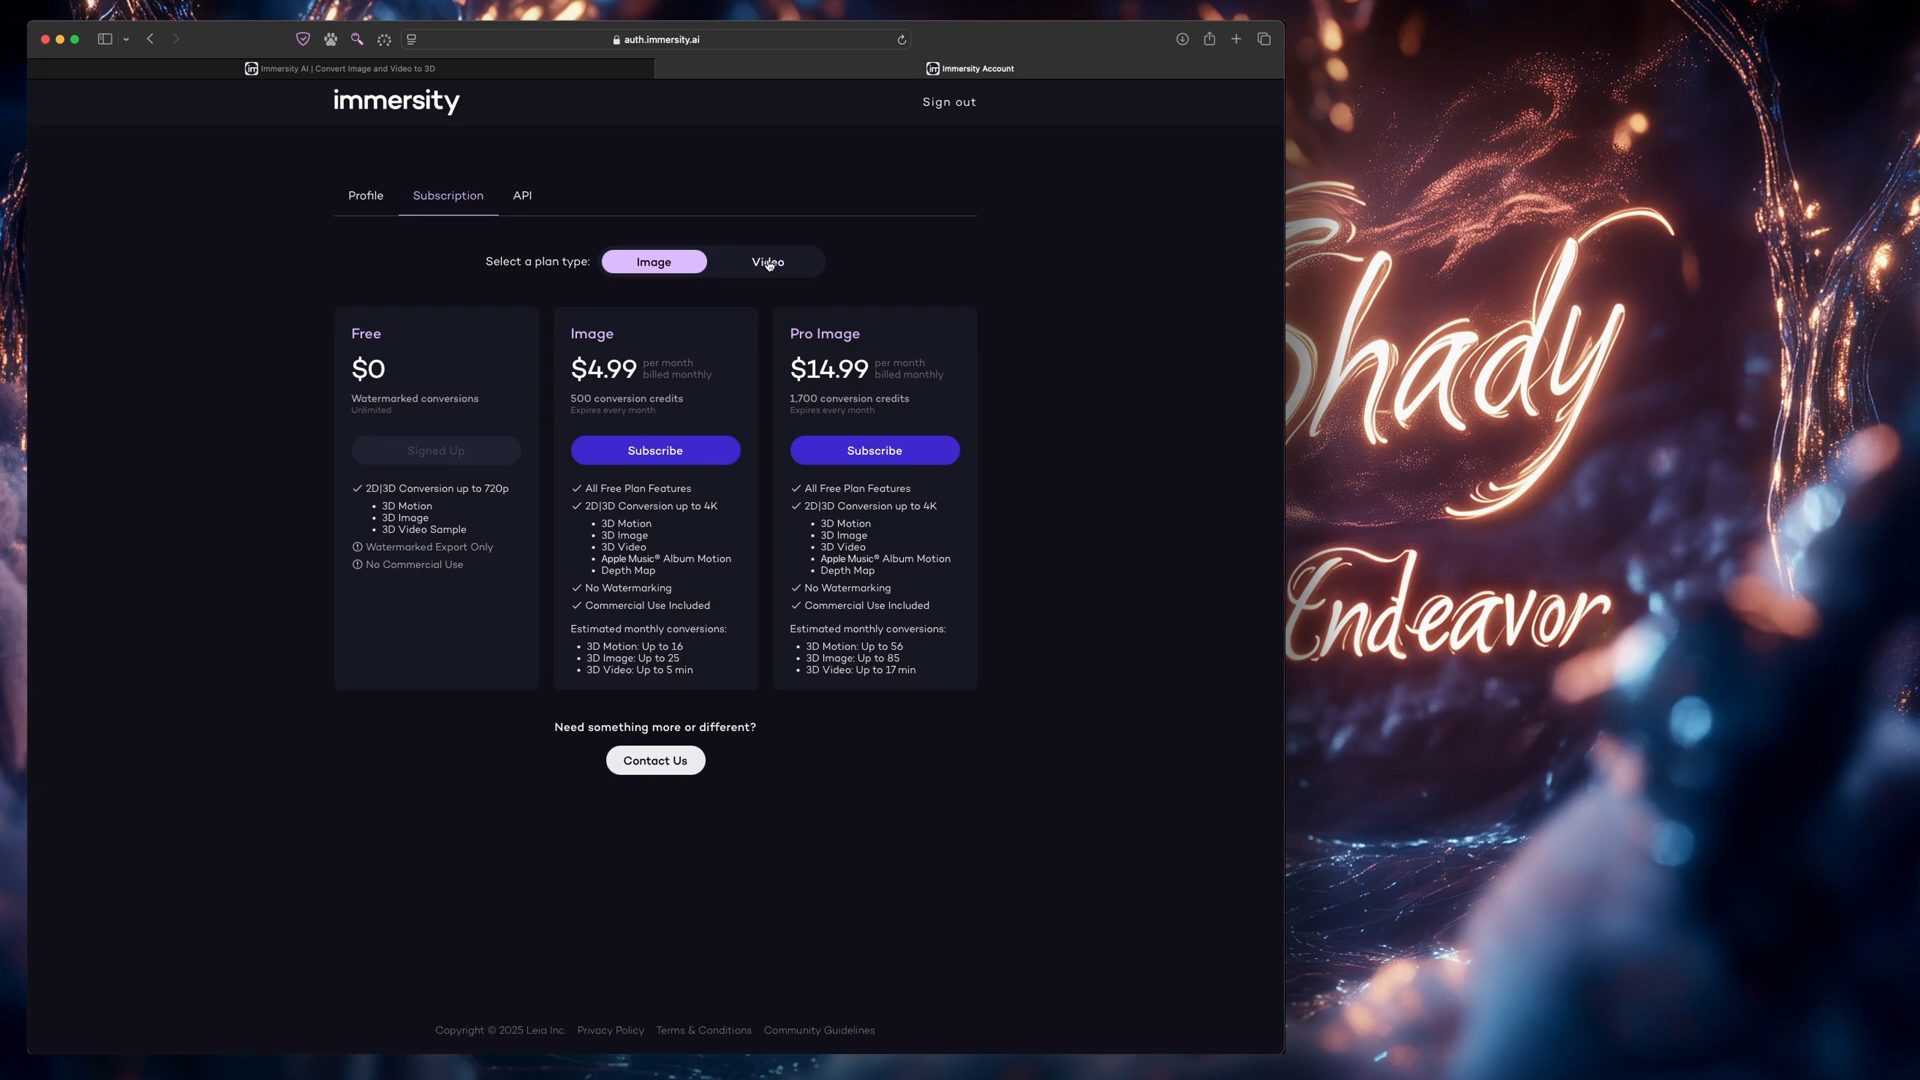 auth.immersity.ai
Immersity AI | Convert Image and Video to 3D
Immersity Account
immersity
Sign out
Profile
Subscription
API
Select a plan type:
Image
Video
Free
$0
Watermarked conversions
Unlimited
Signed Up
2D|3D Conversion up to 720p
• 3D Motion
• 3D Image
• 3D Video Sample
Watermarked Export Only
No Commercial Use
Image
$4.99 per month
billed monthly
500 conversion credits
Expires every month
Subscribe
All Free Plan Features
2D|3D Conversion up to 4K
• 3D Motion
• 3D Image
• 3D Video
• Apple Music® Album Motion
• Depth Map
No Watermarking
Commercial Use Included
Estimated monthly conversions:
• 3D Motion: Up to 16
• 3D Image: Up to 25
• 3D Video: Up to 5 min
Pro Image
$14.99 per month
billed monthly
1,700 conversion credits
Expires every month
Subscribe
All Free Plan Features
2D|3D Conversion up to 4K
• 3D Motion
• 3D Image
• 3D Video
• Apple Music® Album Motion
• Depth Map
No Watermarking
Commercial Use Included
Estimated monthly conversions:
• 3D Motion: Up to 56
• 3D Image: Up to 85
• 3D Video: Up to 17 min
Need something more or different?
Contact Us
Copyright © 2025 Leia Inc.
Privacy Policy
Terms & Conditions
Community Guidelines
Shady
Endeavor